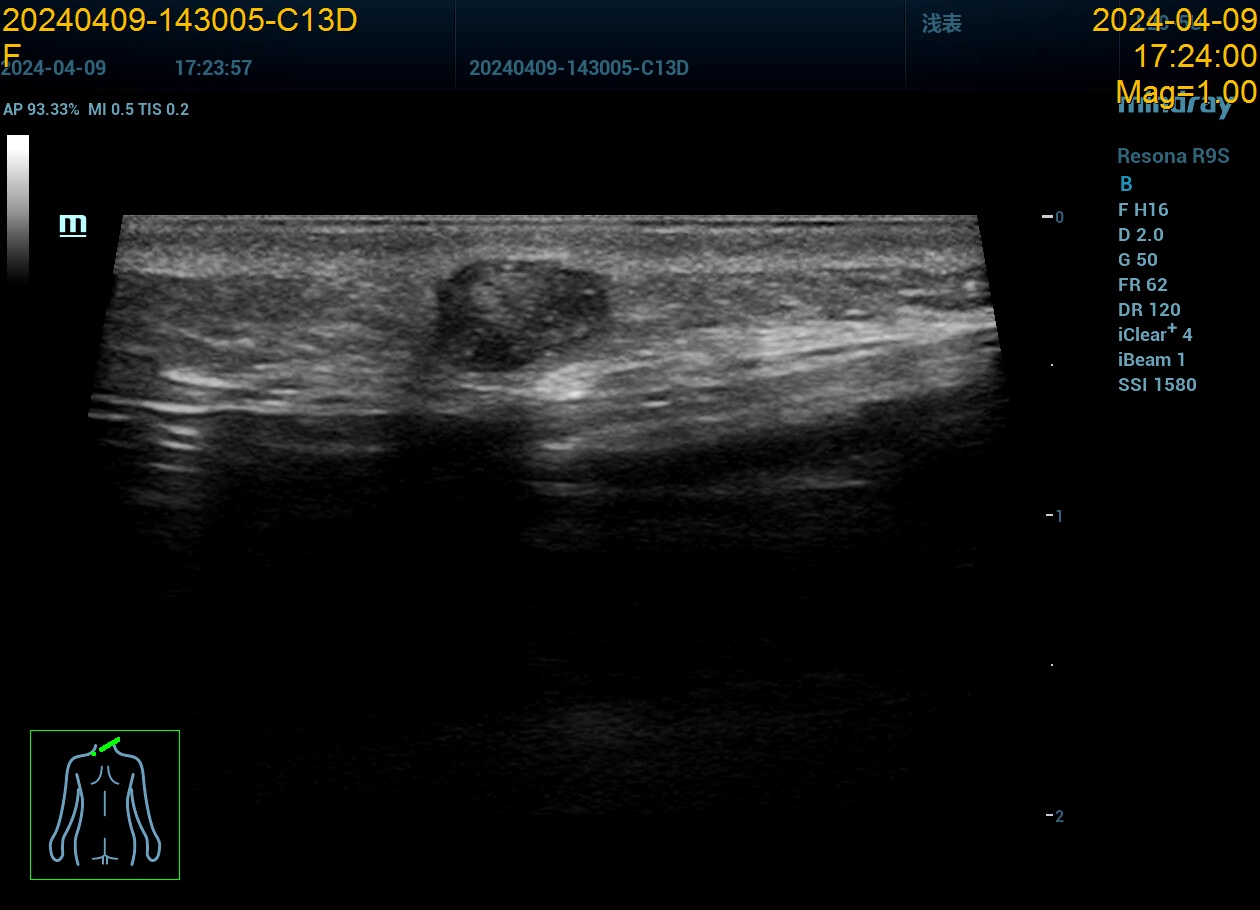 20240409-143005-C13D
F
2024-04-09 17:23:57 20240409-143005-C13D
浅表
2024-04-09
17:24:00
Mag=1.00
mindray
AP 93.33% MI 0.5 TIS 0.2
m
Resona R9S
B
F H16
D 2.0
G 50
FR 62
DR 120
iClear+ 4
iBeam 1
SSI 1580
0
1
2